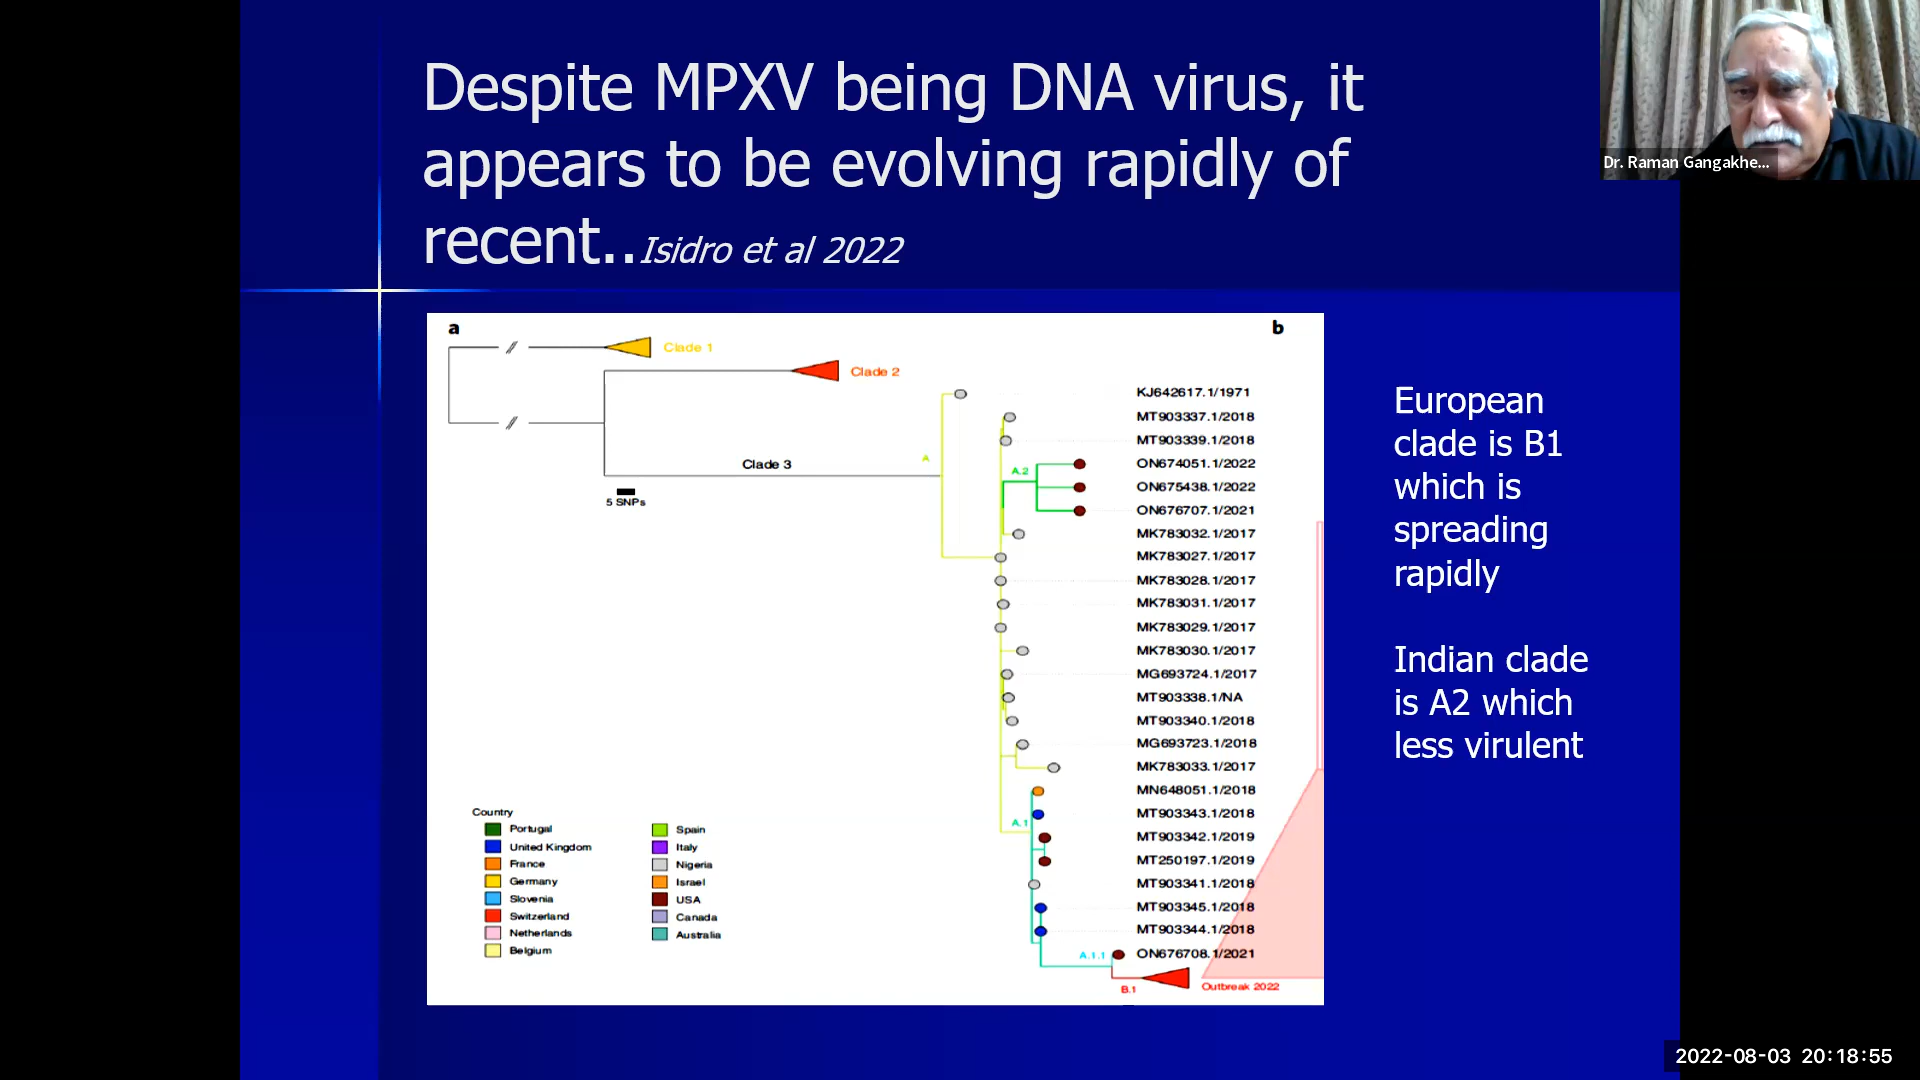 Despite MPXV being DNA virus, it
appears to be evolving rapidly of
recent..Isidro et al 2022
Dr. Raman Gangakhe...
a
b
Clade 1
Clade 2
Clade 3
5 SNPs
A
A.2
A.1
A.1.1
B.1
KJ642617.1/1971
MT903337.1/2018
MT903339.1/2018
ON674051.1/2022
ON675438.1/2022
ON676707.1/2021
MK783032.1/2017
MK783027.1/2017
MK783028.1/2017
MK783031.1/2017
MK783029.1/2017
MK783030.1/2017
MG693724.1/2017
MT903338.1/NA
MT903340.1/2018
MG693723.1/2018
MK783033.1/2017
MN648051.1/2018
MT903343.1/2018
MT903342.1/2019
MT250197.1/2019
MT903341.1/2018
MT903345.1/2018
MT903344.1/2018
ON676708.1/2021
Outbreak 2022
Country
Portugal
United Kingdom
France
Germany
Slovenia
Switzerland
Netherlands
Belgium
Spain
Italy
Nigeria
Israel
USA
Canada
Australia
European
clade is B1
which is
spreading
rapidly
Indian clade
is A2 which
less virulent
2022-08-03 20:18:55